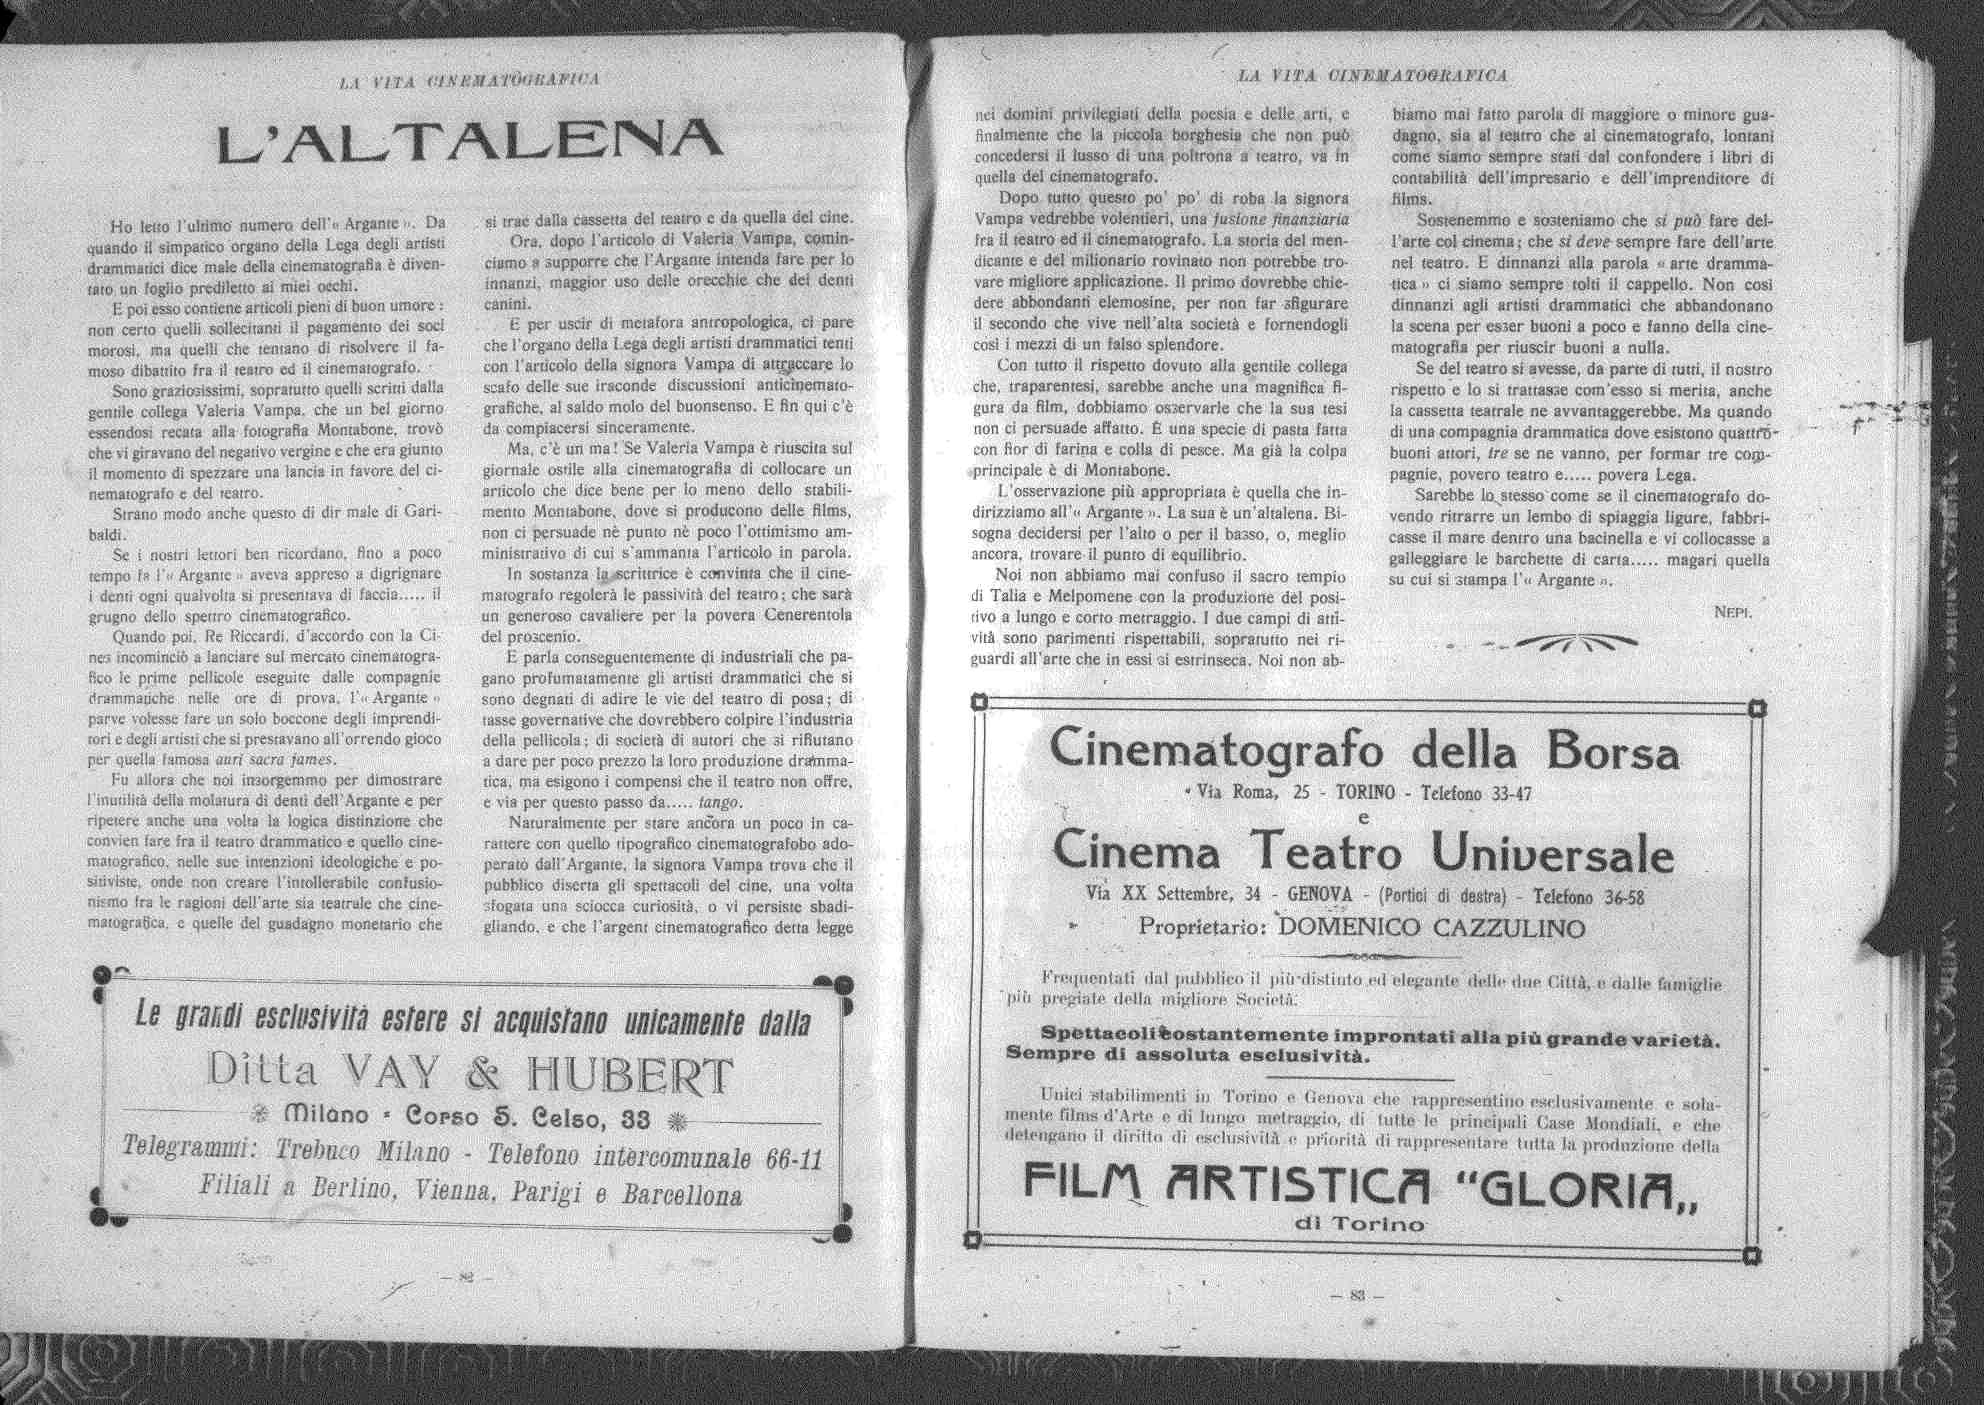 LA VITA CINEMATOGRAFICA
L'ALTALENA
Ho letto l'ultimo numero dell'« Argante ». Da
quando il simpatico organo della Lega degli artisti
drammatici dice male della cinematografia è diven-
tato un foglio prediletto ai miei occhi.
E poi esso contiene articoli pieni di buon umore :
non certo quelli sollecitanti il pagamento dei soci
morosi, ma quelli che tentano di risolvere il fa-
moso dibattito fra il teatro ed il cinematografo.
Sono graziosissimi, sopratutto quelli scritti dalla
gentile collega Valeria Vampa, che un bel giorno
essendosi recata alla fotografia Montabone, trovò
che vi giravano del negativo vergine e che era giunto
il momento di spezzare una lancia in favore del ci-
nematografo e del teatro.
Strano modo anche questo di dir male di Gari-
baldi.
Se i nostri lettori ben ricordano, fino a poco
tempo fa l'« Argante » aveva appreso a digrignare
i denti ogni qualvolta si presentava di faccia..... il
grugno dello spettro cinematografico.
Quando poi, Re Riccardi, d'accordo con la Ci-
nes incominciò a lanciare sul mercato cinematogra-
fico le prime pellicole eseguite dalle compagnie
drammatiche nelle ore di prova, l'« Argante »
parve volesse fare un solo boccone degli imprendi-
tori e degli artisti che si prestavano all'orrendo gioco
per quella famosa auri sacra fames.
Fu allora che noi insorgemmo per dimostrare
l'inutilità della molatura di denti dell'Argante e per
ripetere anche una volta la logica distinzione che
convien fare fra il teatro drammatico e quello cine-
matografico, nelle sue intenzioni ideologiche e po-
sitiviste, onde non creare l'intollerabile confusio-
nismo fra le ragioni dell'arte sia teatrale che cine-
matografica, e quelle del guadagno monetario che
si trae dalla cassetta del teatro e da quella del cine.
Ora, dopo l'articolo di Valeria Vampa, comin-
ciamo a supporre che l'Argante intenda fare per lo
innanzi, maggior uso delle orecchie che dei denti
canini.
E per uscir di metafora antropologica, ci pare
che l'organo della Lega degli artisti drammatici tenti
con l'articolo della signora Vampa di attraccare lo
scafo delle sue iraconde discussioni anticinemato-
grafiche, al saldo molo del buonsenso. E fin qui c'è
da compiacersi sinceramente.
Ma, c'è un ma! Se Valeria Vampa è riuscita sul
giornale ostile alla cinematografia di collocare un
articolo che dice bene per lo meno dello stabili-
mento Montabone, dove si producono delle films,
non ci persuade nè punto nè poco l'ottimismo am-
ministrativo di cui s'ammanta l'articolo in parola.
In sostanza la scrittrice è convinta che il cine-
matografo regolerà le passività del teatro; che sarà
un generoso cavaliere per la povera Cenerentola
del proscenio.
E parla conseguentemente di industriali che pa-
gano profumatamente gli artisti drammatici che si
sono degnati di adire le vie del teatro di posa; di
tasse governative che dovrebbero colpire l'industria
della pellicola; di società di autori che si rifiutano
a dare per poco prezzo la loro produzione dramma-
tica, ma esigono i compensi che il teatro non offre,
e via per questo passo da..... tango.
Naturalmente per stare ancora un poco in ca-
rattere con quello tipografico cinematografobo ado-
perato dall'Argante, la signora Vampa trova che il
pubblico diserta gli spettacoli del cine, una volta
sfogata una sciocca curiosità, o vi persiste sbadi-
gliando, e che l'argent cinematografico detta legge
Le grandi esclusività estere si acquistano unicamente dalla
Ditta VAY & HUBERT
Milano - Corso S. Celso, 33
Telegrammi: Trebuco Milano - Telefono intercomunale 66-11
Filiali a Berlino, Vienna, Parigi e Barcellona
— 82 —
LA VITA CINEMATOGRAFICA
nei domini privilegiati della poesia e delle arti, e
finalmente che la piccola borghesia che non può
concedersi il lusso di una poltrona a teatro, va in
quella del cinematografo.
Dopo tutto questo po' po' di roba la signora
Vampa vedrebbe volentieri, una fusione finanziaria
fra il teatro ed il cinematografo. La storia del men-
dicante e del milionario rovinato non potrebbe tro-
vare migliore applicazione. Il primo dovrebbe chie-
dere abbondanti elemosine, per non far sfigurare
il secondo che vive nell'alta società e fornendogli
così i mezzi di un falso splendore.
Con tutto il rispetto dovuto alla gentile collega
che, traparentesi, sarebbe anche una magnifica fi-
gura da film, dobbiamo osservarle che la sua tesi
non ci persuade affatto. È una specie di pasta fatta
con fior di farina e colla di pesce. Ma già la colpa
principale è di Montabone.
L'osservazione più appropriata è quella che in-
dirizziamo all'« Argante ». La sua è un'altalena. Bi-
sogna decidersi per l'alto o per il basso, o, meglio
ancora, trovare il punto di equilibrio.
Noi non abbiamo mai confuso il sacro tempio
di Talia e Melpomene con la produzione del posi-
tivo a lungo e corto metraggio. I due campi di atti-
vità sono parimenti rispettabili, sopratutto nei ri-
guardi all'arte che in essi si estrinseca. Noi non ab-
biamo mai fatto parola di maggiore o minore gua-
dagno, sia al teatro che al cinematografo, lontani
come siamo sempre stati dal confondere i libri di
contabilità dell'impresario e dell'imprenditore di
films.
Sostenemmo e sosteniamo che si può fare del-
l'arte col cinema; che si deve sempre fare dell'arte
nel teatro. E dinnanzi alla parola « arte dramma-
tica » ci siamo sempre tolti il cappello. Non così
dinnanzi agli artisti drammatici che abbandonano
la scena per esser buoni a poco e fanno della cine-
matografia per riuscir buoni a nulla.
Se del teatro si avesse, da parte di tutti, il nostro
rispetto e lo si trattasse com'esso si merita, anche
la cassetta teatrale ne avvantaggerebbe. Ma quando
di una compagnia drammatica dove esistono quattro
buoni attori, tre se ne vanno, per formar tre com-
pagnie, povero teatro e..... povera Lega.
Sarebbe lo stesso come se il cinematografo do-
vendo ritrarre un lembo di spiaggia ligure, fabbri-
casse il mare dentro una bacinella e vi collocasse a
galleggiare le barchette di carta..... magari quella
su cui si stampa l'« Argante ».
NEPI.
Cinematografo della Borsa
Via Roma, 25 - TORINO - Telefono 33-47
e
Cinema Teatro Universale
Via XX Settembre, 34 - GENOVA - (Portici di destra) - Telefono 36-58
Proprietario: DOMENICO CAZZULINO
Frequentati dal pubblico il più distinto ed elegante delle due Città, e dalle famiglie
più pregiate della migliore Società.
Spettacoli costantemente improntati alla più grande varietà.
Sempre di assoluta esclusività.
Unici stabilimenti in Torino e Genova che rappresentino esclusivamente e sola-
mente films d'Arte e di lungo metraggio, di tutte le principali Case Mondiali, e che
detengano il diritto di esclusività e priorità di rappresentare tutta la produzione della
FILM ARTISTICA "GLORIA„
di Torino
— 83 —